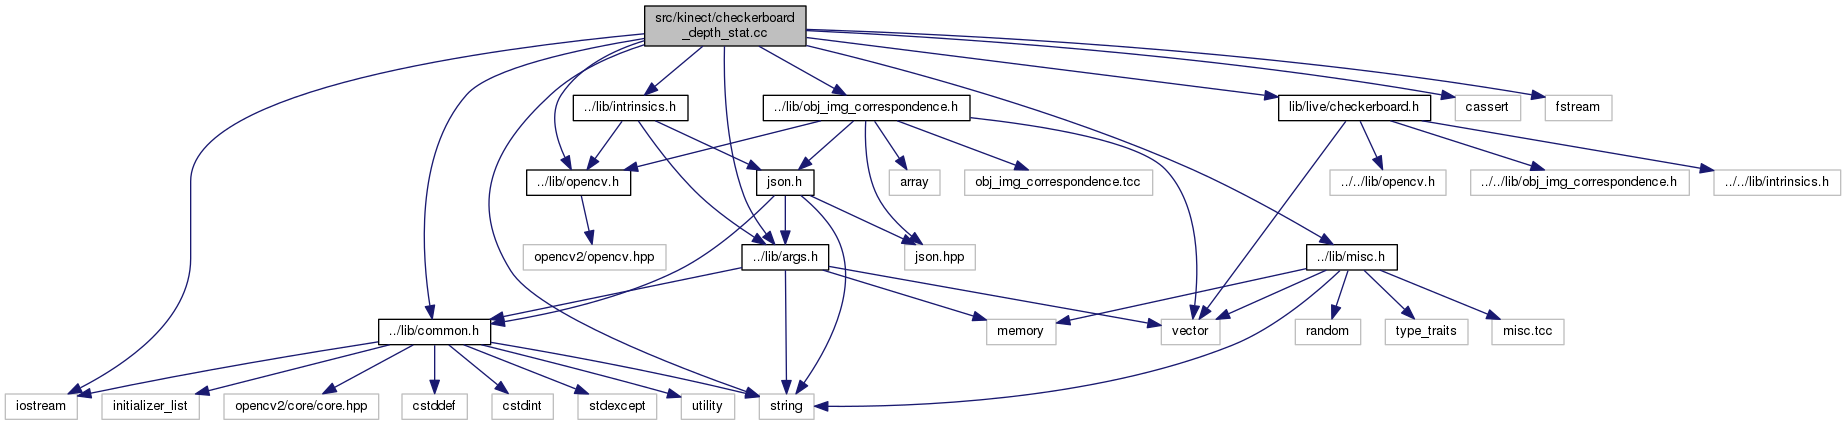 src/kinect/checkerboard
_depth_stat.cc
../lib/intrinsics.h
../lib/obj_img_correspondence.h
lib/live/checkerboard.h
cassert
fstream
../lib/opencv.h
json.h
array
obj_img_correspondence.tcc
../../lib/opencv.h
../../lib/obj_img_correspondence.h
../../lib/intrinsics.h
opencv2/opencv.hpp
../lib/args.h
json.hpp
../lib/misc.h
../lib/common.h
memory
vector
random
type_traits
misc.tcc
iostream
initializer_list
opencv2/core/core.hpp
cstddef
cstdint
stdexcept
utility
string